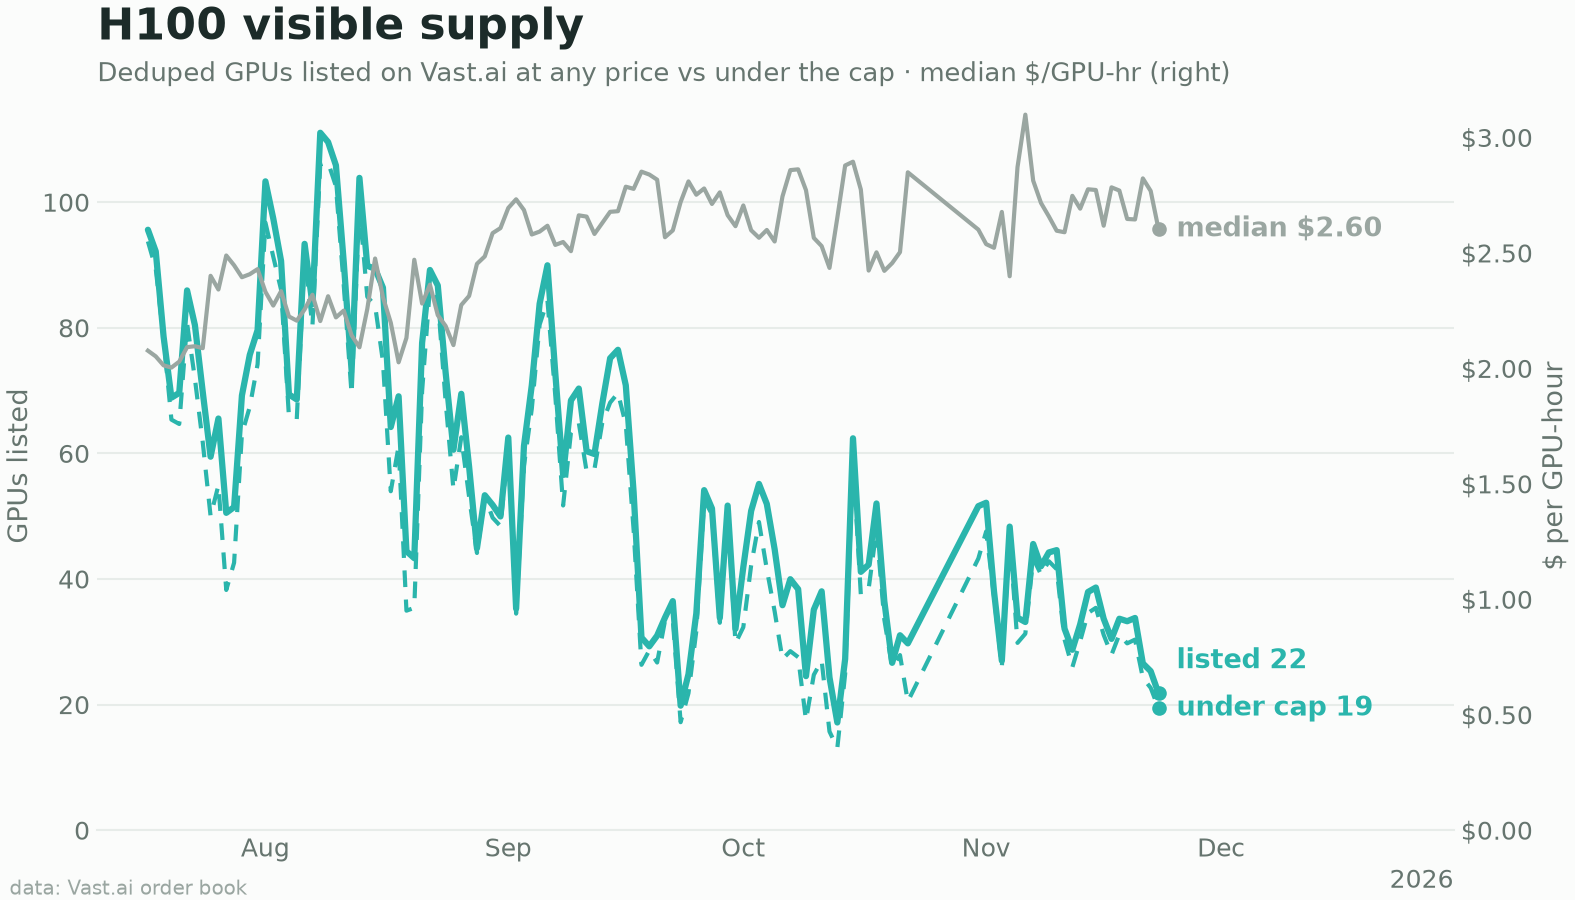 H100 visible supply
Deduped GPUs listed on Vast.ai at any price vs under the cap · median $/GPU-hr (right)
GPUs listed
100
80
60
40
20
0
$3.00
$2.50
$2.00
$1.50
$1.00
$0.50
$0.00
$ per GPU-hour
median $2.60
listed 22
under cap 19
Aug
Sep
Oct
Nov
Dec
2026
data: Vast.ai order book